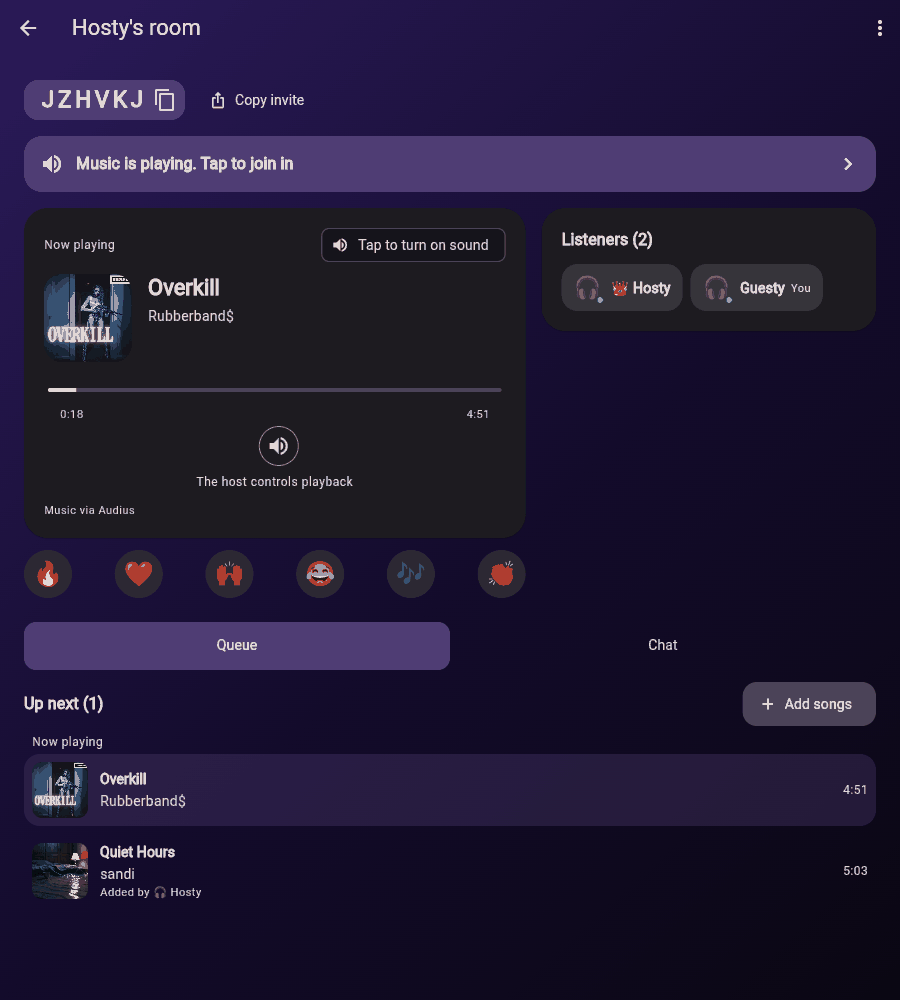 Hosty's room
JZHVKJ
Copy invite
Music is playing. Tap to join in
Now playing
Tap to turn on sound
OVERKILL
Overkill
Rubberband$
0:18
4:51
The host controls playback
Music via Audius
Listeners (2)
Hosty
Guesty You
Queue
Chat
Up next (1)
Add songs
Now playing
OVERKILL
Overkill
Rubberband$
4:51
Quiet Hours
sandi
Added by Hosty
5:03